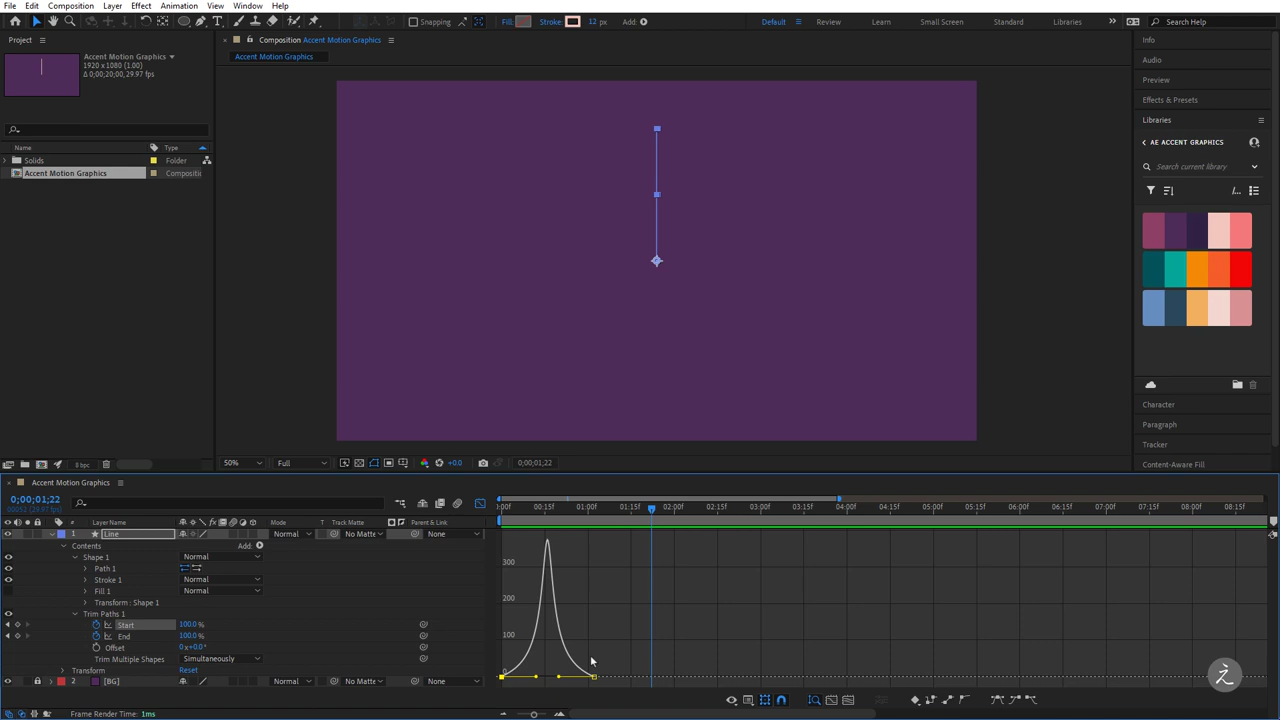 File Edit Composition Layer Effect Animation View Window Help
Snapping Fill: Stroke: 12 px Add: Default Review Learn Small Screen Standard Libraries Search Help
Project
Composition Accent Motion Graphics
Accent Motion Graphics
Accent Motion Graphics
1920 x 1080 (1.00)
Δ 0;00;20;00, 29.97 fps
Name Type
Solids Folder
Accent Motion Graphics Compositic
Info
Audio
Preview
Effects & Presets
Libraries
AE ACCENT GRAPHICS
Search current library
Character
Paragraph
Tracker
Content-Aware Fill
8 bpc
50% Full +0.0 0;00;01;22
Accent Motion Graphics
0;00;01;22
00052 (29.97 fps)
:00f 00:15f 01:00f 01:15f 02:00f 02:15f 03:00f 03:15f 04:00f 04:15f 05:00f 05:15f 06:00f 06:15f 07:00f 07:15f 08:00f 08:15f
# Layer Name Mode T Track Matte Parent & Link
1 Line Normal No Matte None
Contents Add:
Shape 1 Normal
Path 1
Stroke 1 Normal
Fill 1 Normal
Transform : Shape 1
Trim Paths 1
Start 100.0 %
End 100.0 %
Offset 0 x+0.0°
Trim Multiple Shapes Simultaneously
Transform Reset
2 [BG] Normal No Matte None
300
200
100
0
Frame Render Time: 1ms
え